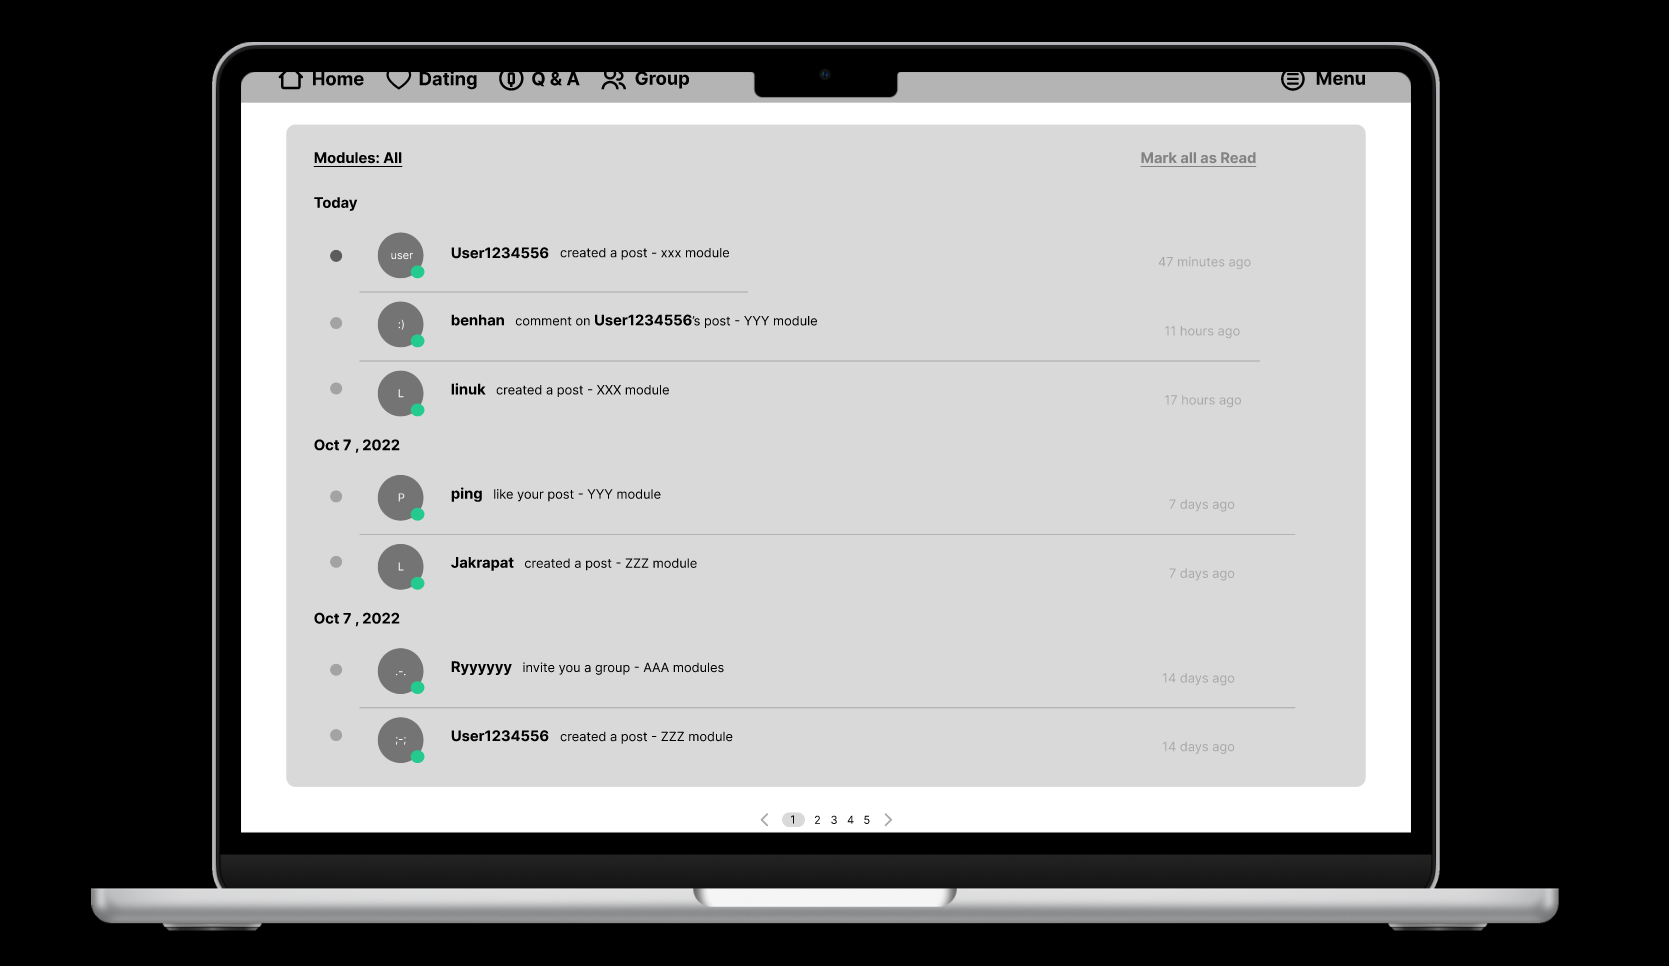 Home Dating Q & A Group Menu
Modules: All Mark all as Read
Today
user User1234556 created a post - xxx module 47 minutes ago
:) benhan comment on User1234556's post - YYY module 11 hours ago
L linuk created a post - XXX module 17 hours ago
Oct 7 , 2022
P ping like your post - YYY module 7 days ago
L Jakrapat created a post - ZZZ module 7 days ago
Oct 7 , 2022
.-. Ryyyyyy invite you a group - AAA modules 14 days ago
;-; User1234556 created a post - ZZZ module 14 days ago
1 2 3 4 5